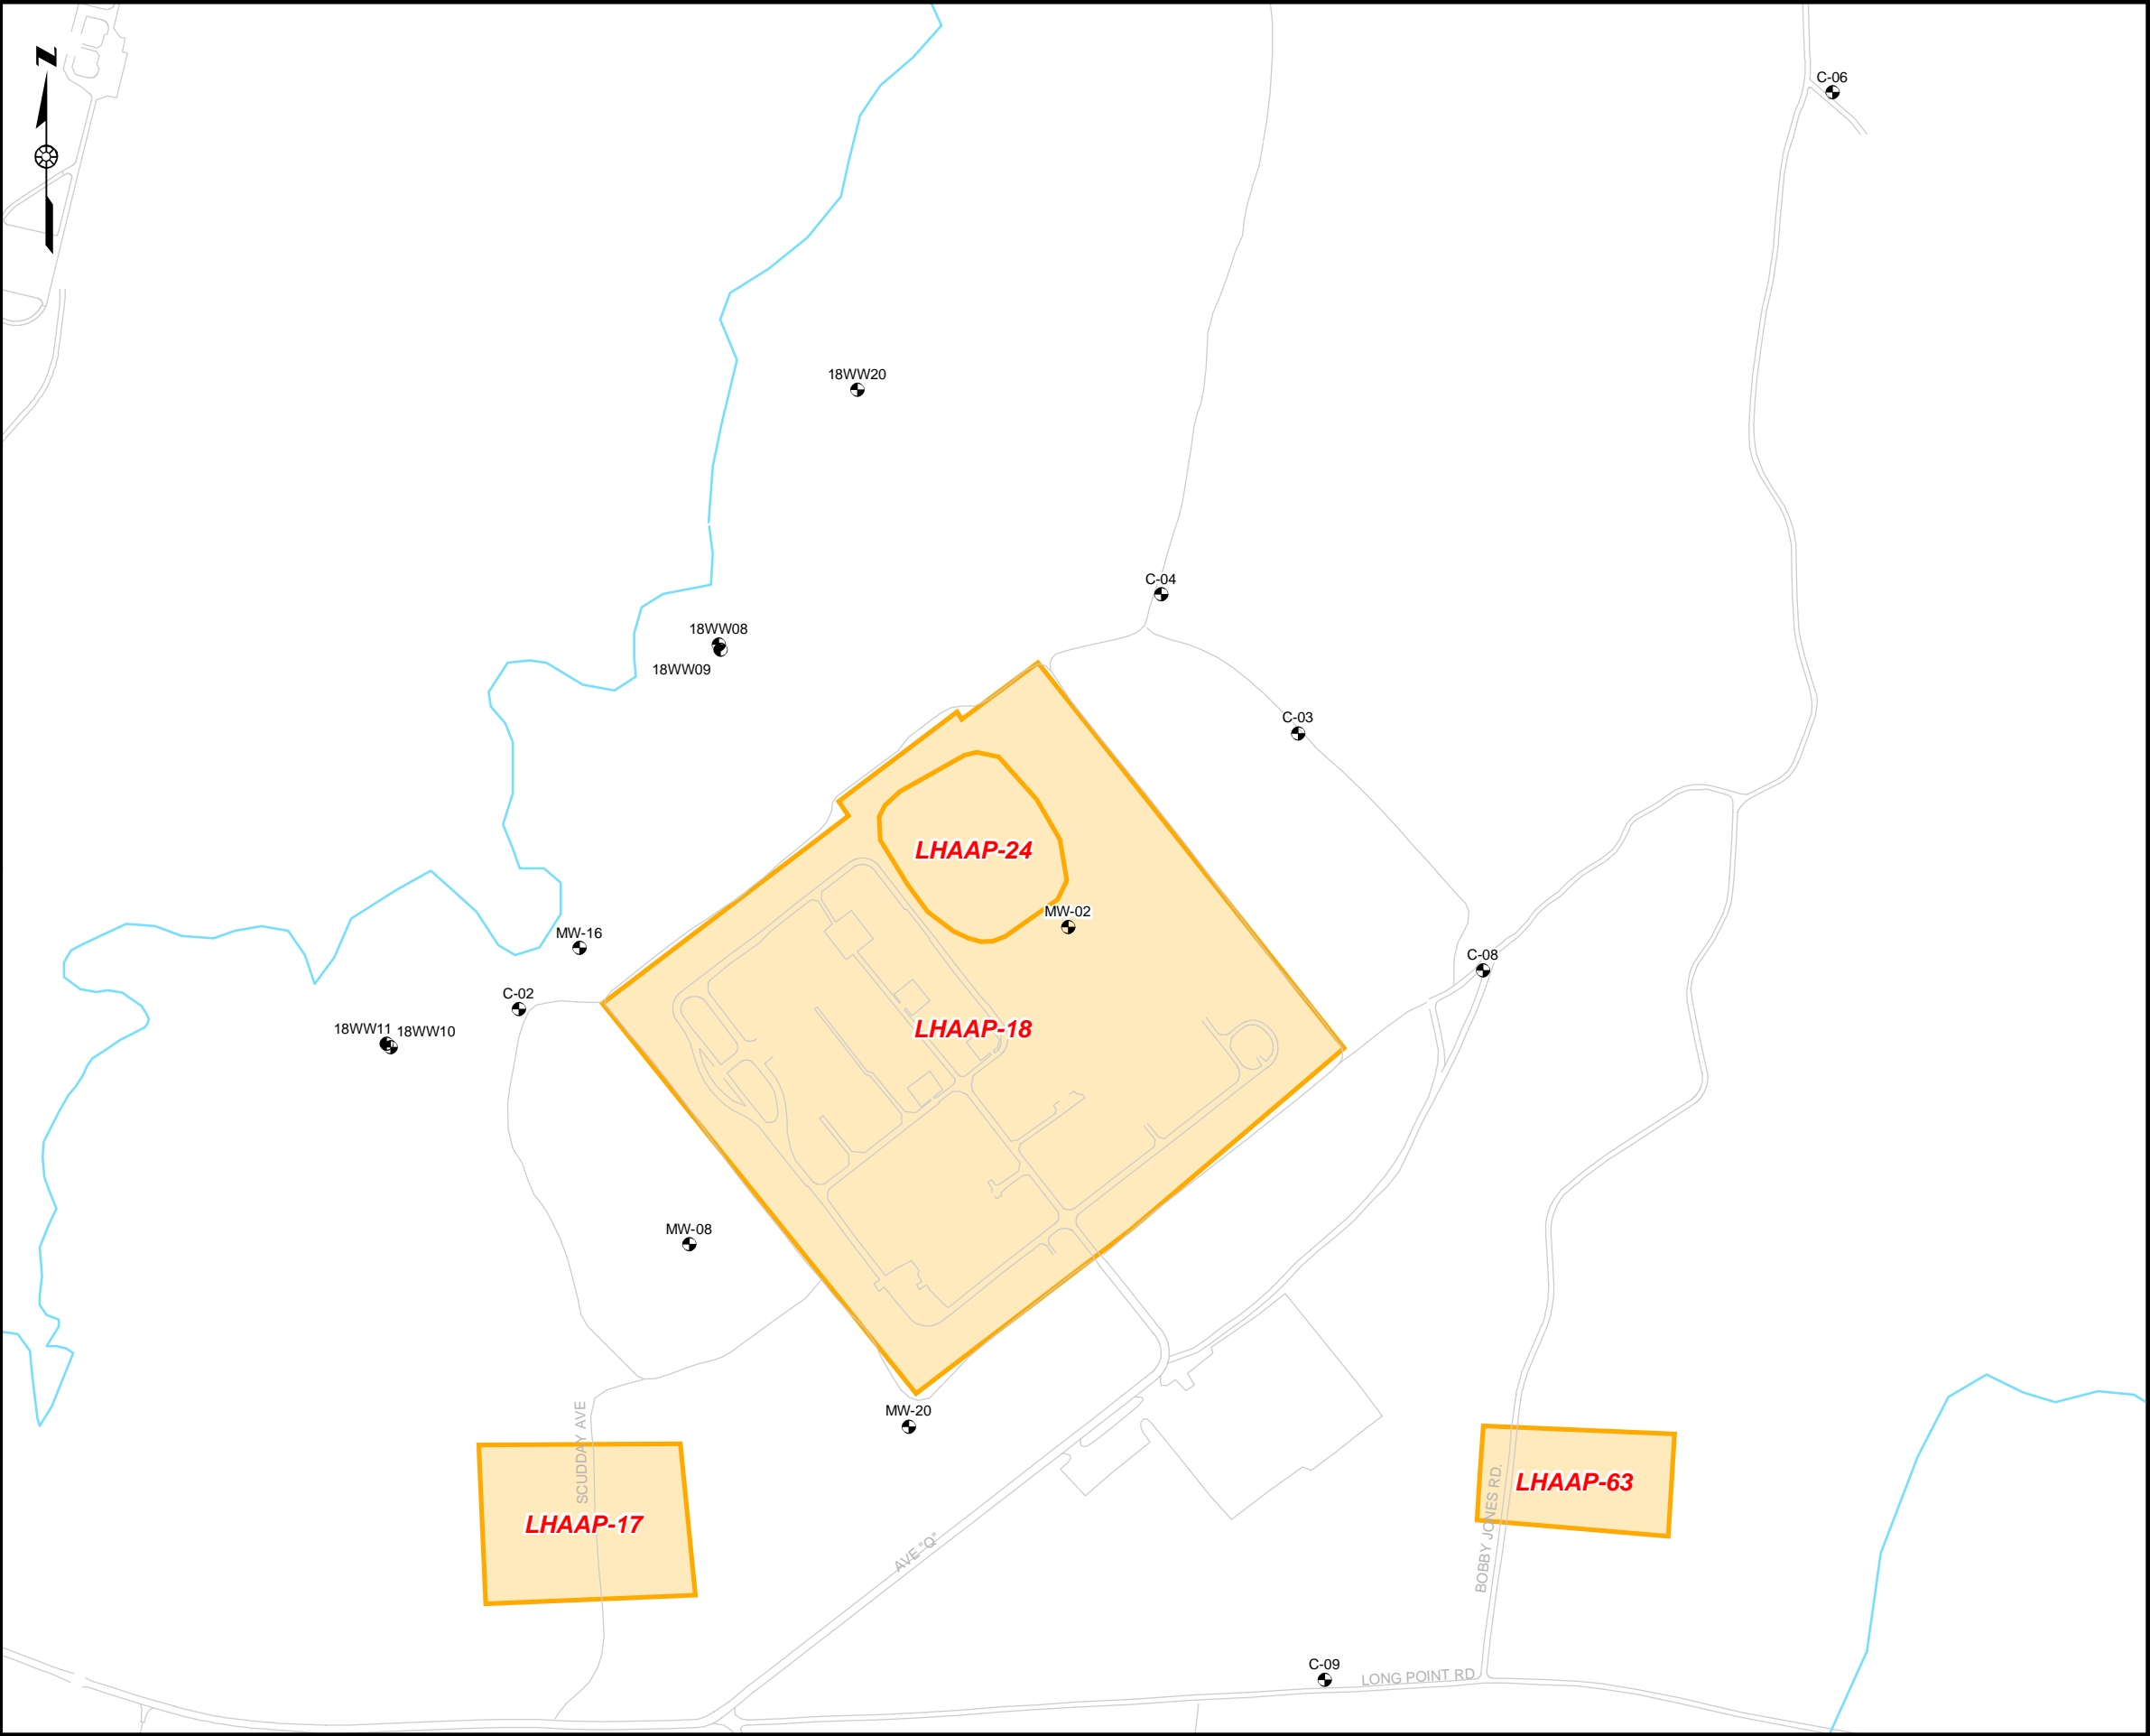 N
C-06
18WW20
C-04
18WW08
18WW09
C-03
LHAAP-24
MW-02
MW-16
C-08
C-02
18WW11
18WW10
LHAAP-18
MW-08
MW-20
SCUDDAY AVE
LHAAP-63
LHAAP-17
BOBBY JONES RD.
AVE "Q"
C-09
LONG POINT RD